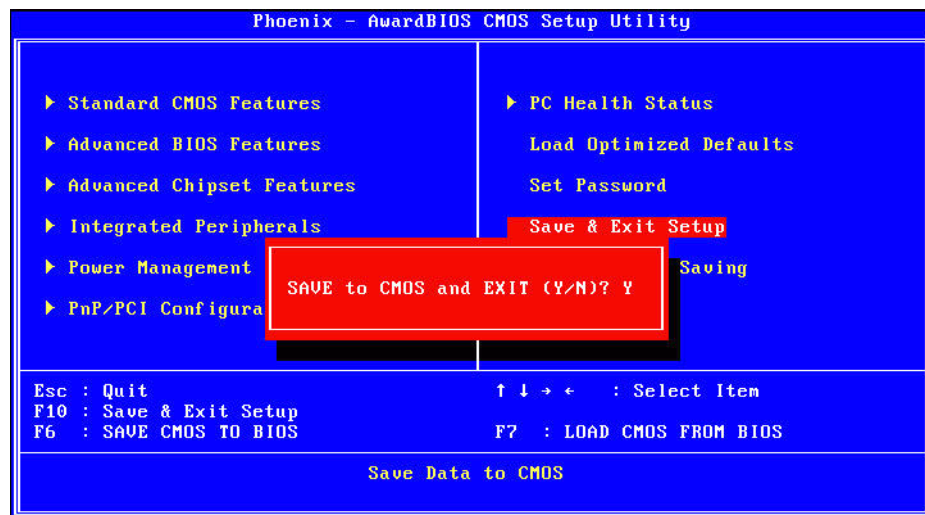 Phoenix - AwardBIOS CMOS Setup Utility
Standard CMOS Features
Advanced BIOS Features
Advanced Chipset Features
Integrated Peripherals
Power Management
PnP/PCI Configura
PC Health Status
Load Optimized Defaults
Set Password
Save & Exit Setup
Saving
SAVE to CMOS and EXIT (Y/N)? Y
Esc : Quit
F10 : Save & Exit Setup
F6 : SAVE CMOS TO BIOS
↑ ↓ → ← : Select Item
F7 : LOAD CMOS FROM BIOS
Save Data to CMOS